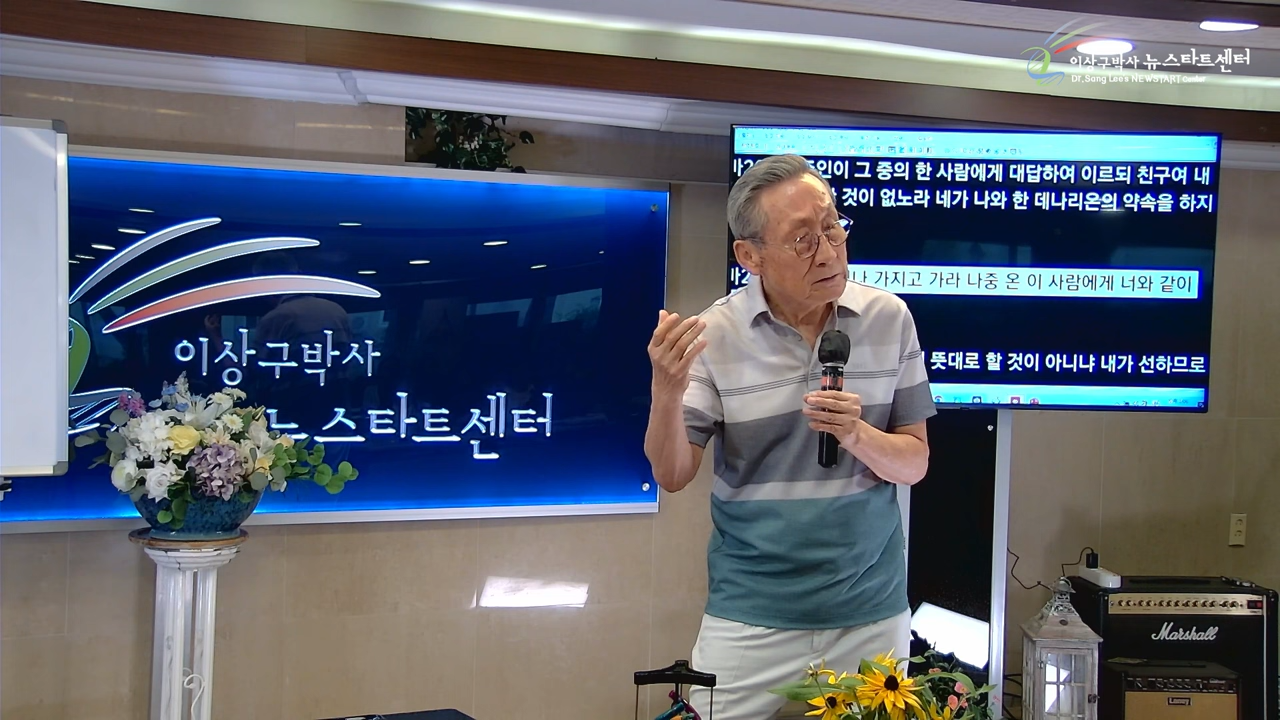 이상구박사 뉴스타트센터
Dr.Sang Lee's NEWSTART Center
주인이 그 중의 한 사람에게 대답하여 이르되 친구여 내
것이 없노라 네가 나와 한 데나리온의 약속을 하지
가지고 가라 나중 온 이 사람에게 너와 같이
뜻대로 할 것이 아니냐 내가 선하므로
이상구박사
뉴스타트센터
Marshall
Laney